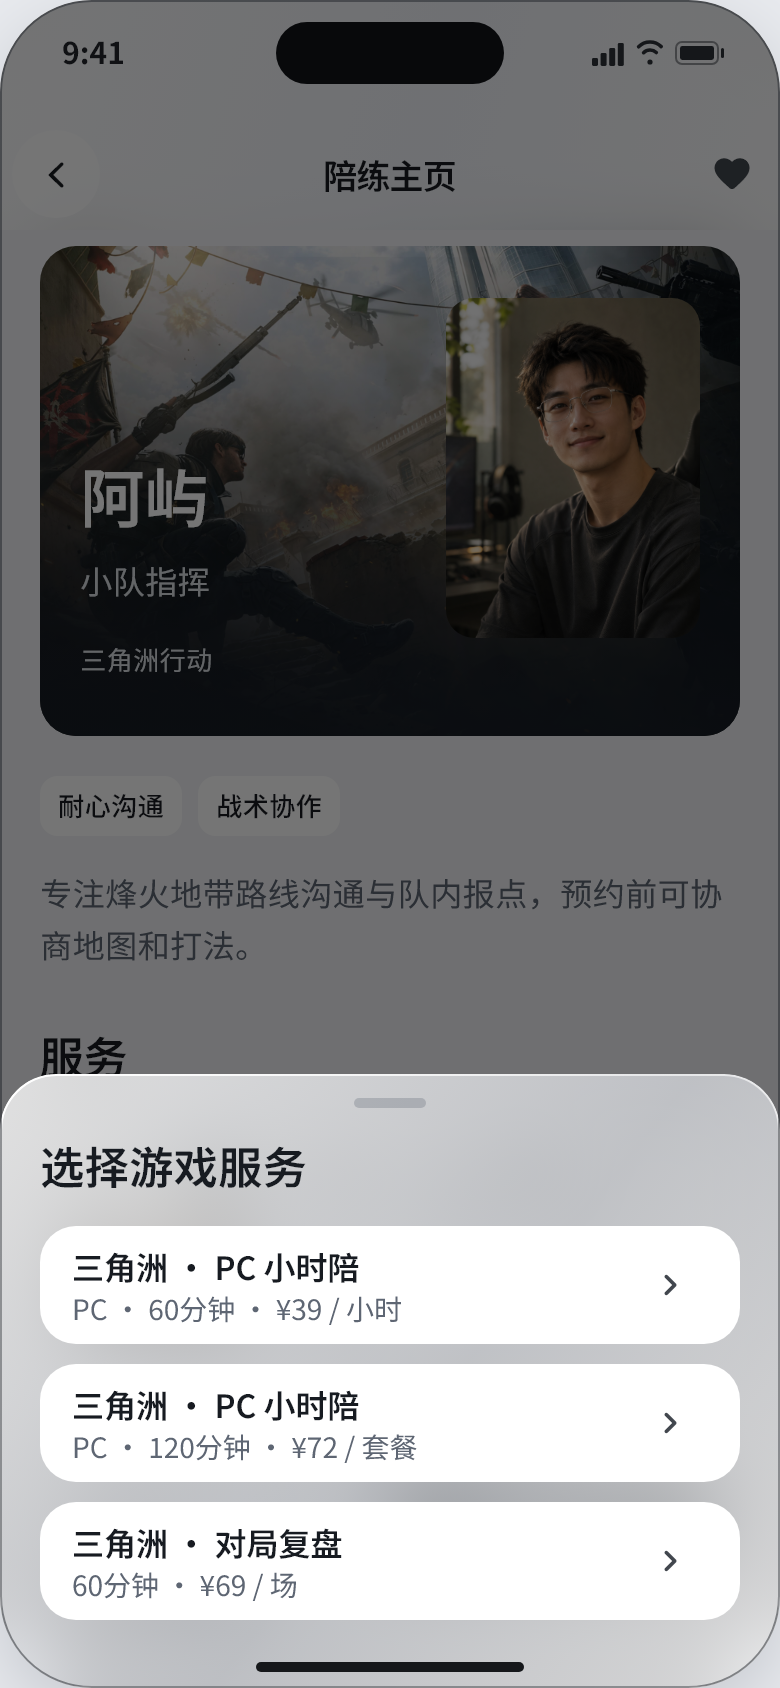 9:41
陪练主页
阿屿
小队指挥
三角洲行动
耐心沟通
战术协作
专注烽火地带路线沟通与队内报点，预约前可协
商地图和打法。
服务
选择游戏服务
三角洲 · PC 小时陪
PC · 60分钟 · ¥39 / 小时
三角洲 · PC 小时陪
PC · 120分钟 · ¥72 / 套餐
三角洲 · 对局复盘
60分钟 · ¥69 / 场